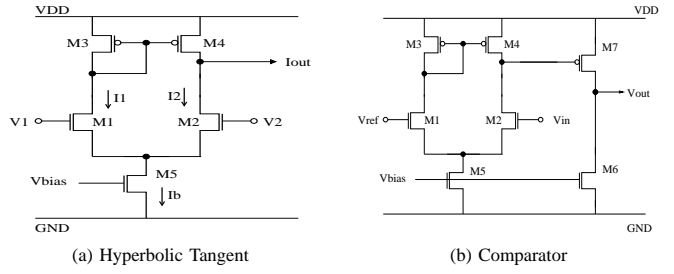 VDD
M3
M4
Iout
I1
I2
V1
M1
M2
V2
Vbias
M5
Ib
GND
(a) Hyperbolic Tangent
VDD
M3
M4
M7
Vout
Vref
M1
M2
Vin
Vbias
M5
M6
GND
(b) Comparator